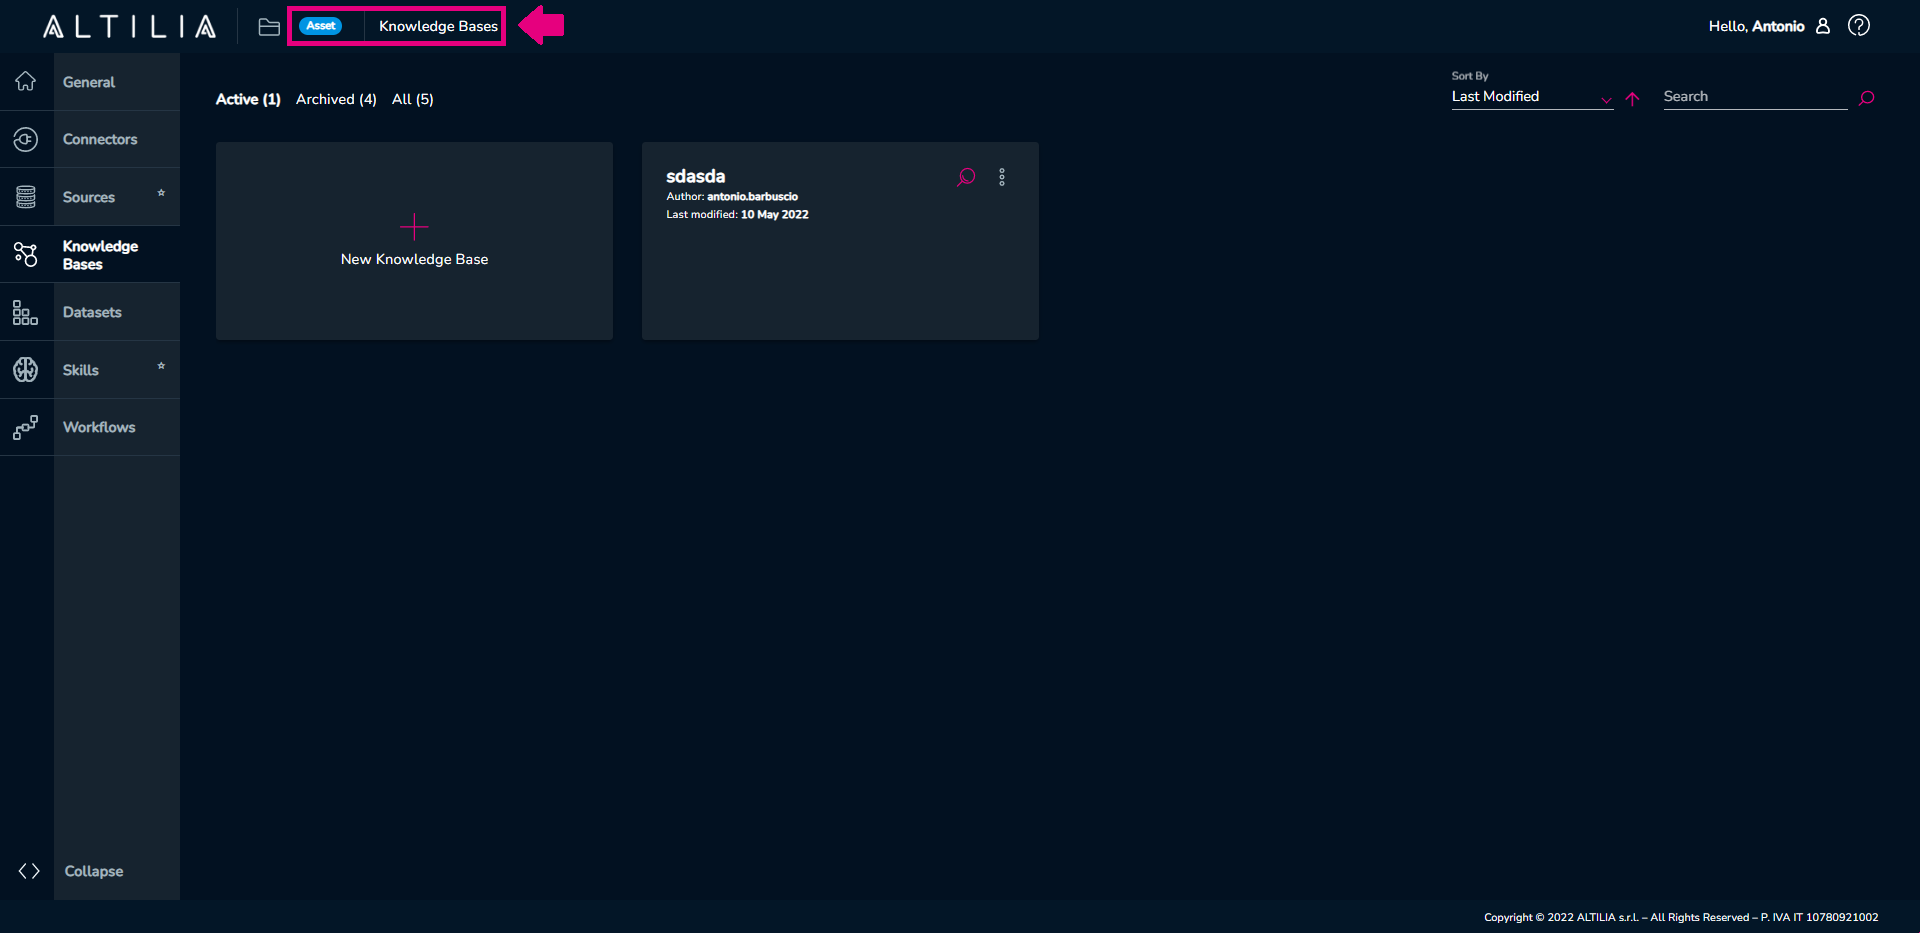 ALTILIA
Asset
Knowledge Bases
Hello, Antonio
General
Connectors
Sources
Knowledge
Bases
Datasets
Skills
Workflows
Collapse
Active (1) Archived (4) All (5)
Sort By
Last Modified
Search
New Knowledge Base
sdasda
Author: antonio.barbuscio
Last modified: 10 May 2022
Copyright © 2022 ALTILIA s.r.l. – All Rights Reserved – P. IVA IT 10780921002